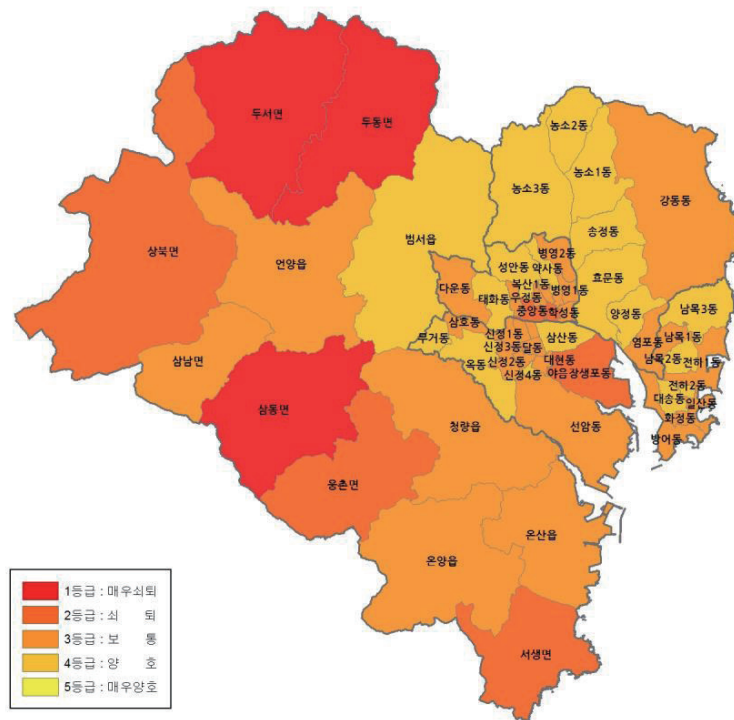 두서면
두동면
농소2동
농소1동
농소3동
강동동
범서읍
송정동
상북면
언양읍
병영2동
성안동
약사동
효문동
다운동
복산1동
병영1동
태화동
우정동
중앙동
학성동
양정동
남목3동
삼호동
무거동
신정1동
삼산동
염포동
남목1동
신정3동
달동
삼남면
옥동
신정2동
대현동
남목2동
전하1동
신정4동
야음장생포동
전하2동
삼동면
대송동
일산동
화정동
청량읍
선암동
방어동
웅촌면
온산읍
온양읍
서생면
1등급 : 매우쇠퇴
2등급 : 쇠 퇴
3등급 : 보 통
4등급 : 양 호
5등급 : 매우양호